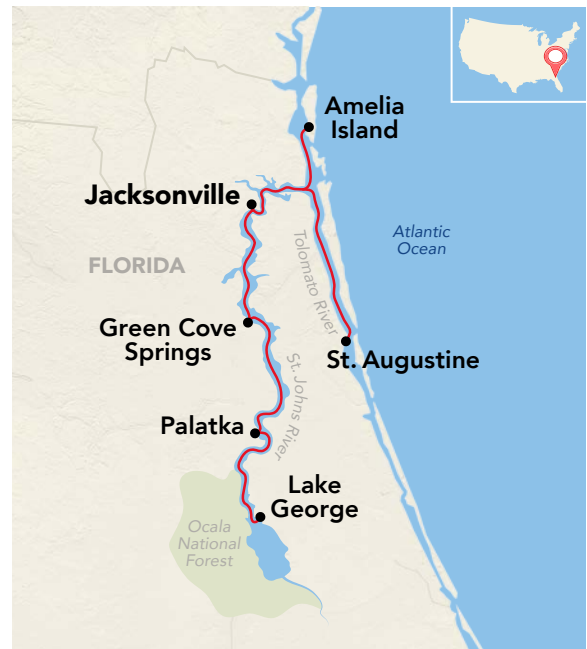 Amelia
Island
Jacksonville
Atlantic
Ocean
Tolomato River
FLORIDA
Green Cove
Springs
St. Augustine
St. Johns River
Palatka
Lake
George
Ocala
National
Forest